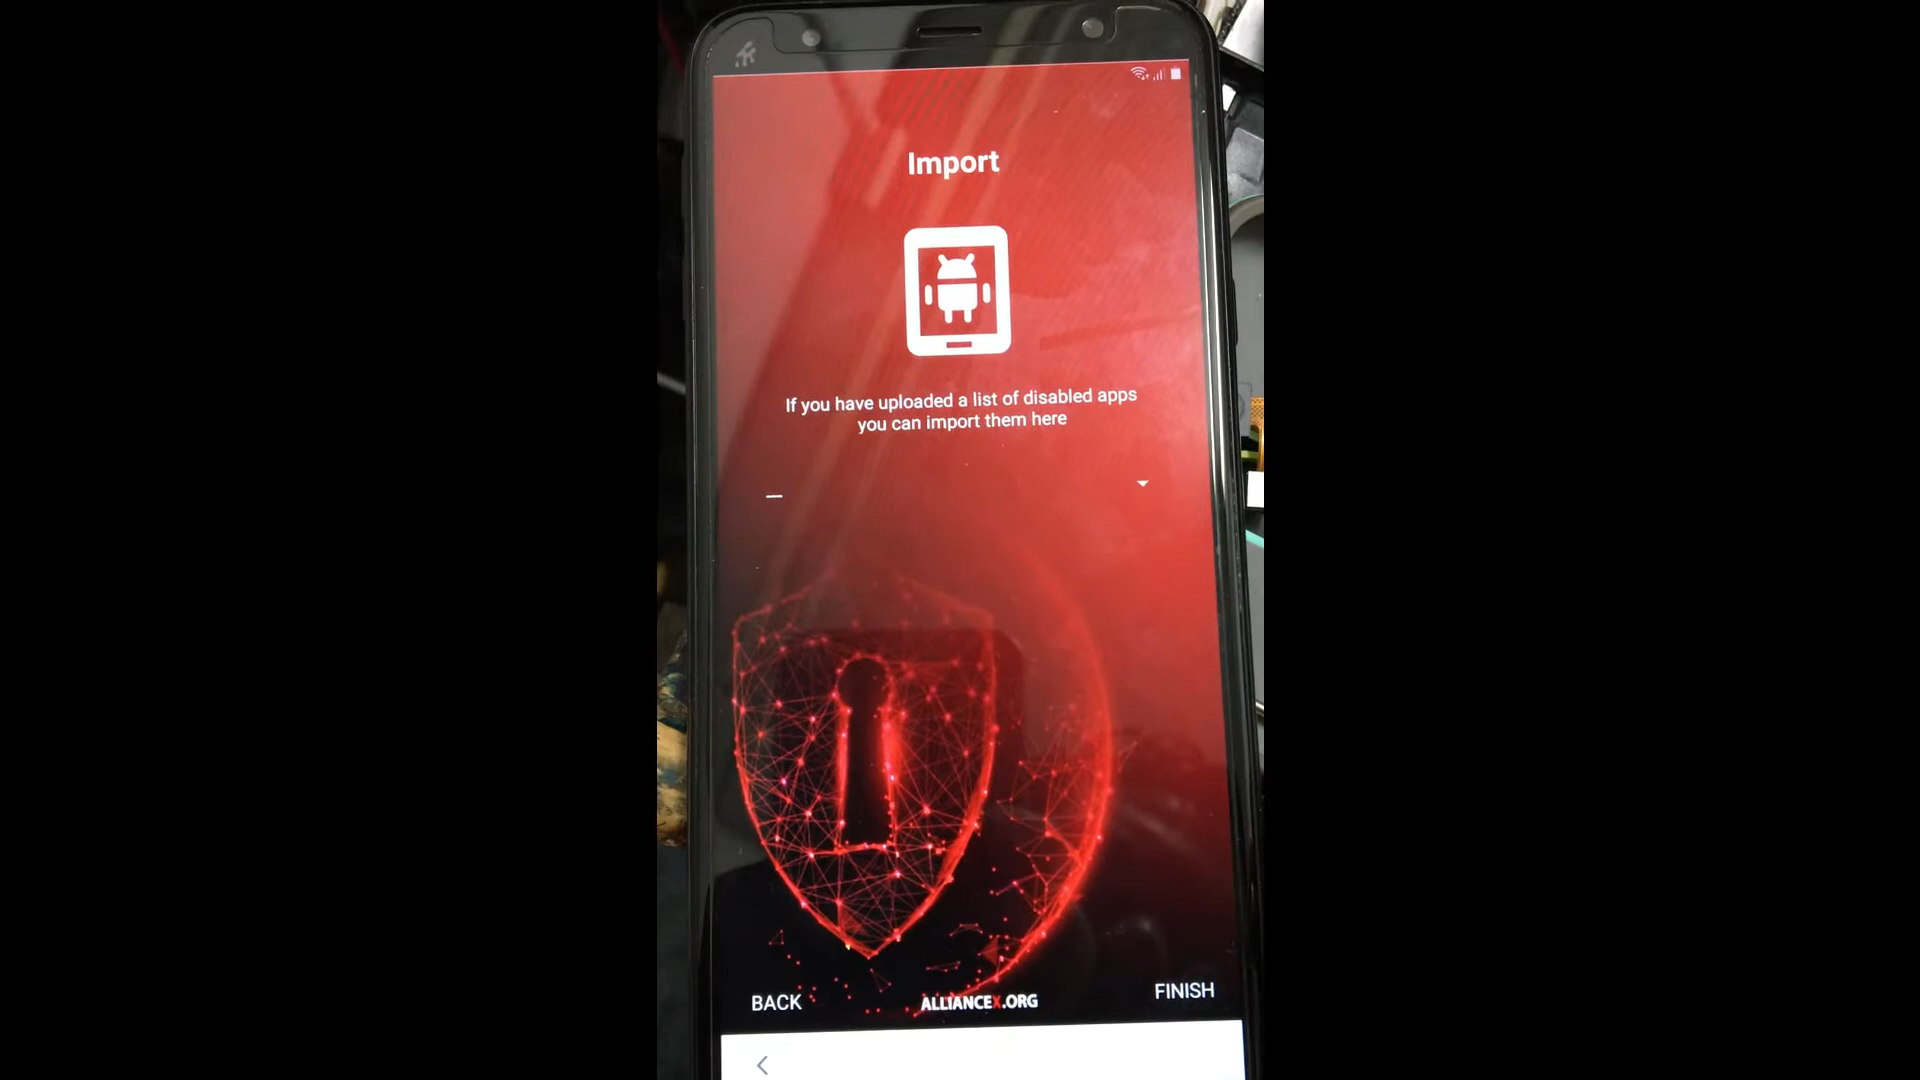 Import
If you have uploaded a list of disabled apps
you can import them here
BACK
ALLIANCEX.ORG
FINISH